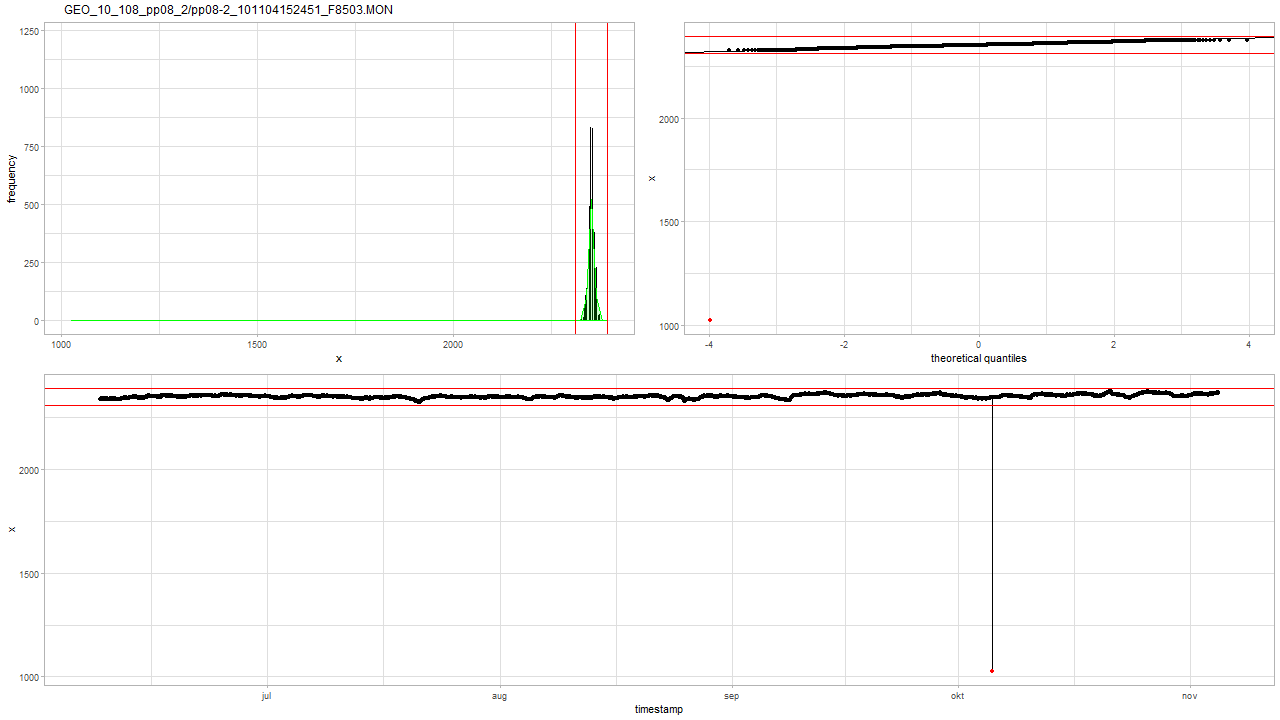 GEO_10_108_pp08_2/pp08-2_101104152451_F8503.MON
1250
1000
750
500
250
0
frequency
1000 1500 2000
x
2000
1500
1000
x
-4 -2 0 2 4
theoretical quantiles
2000
1500
1000
x
jul aug sep okt nov
timestamp